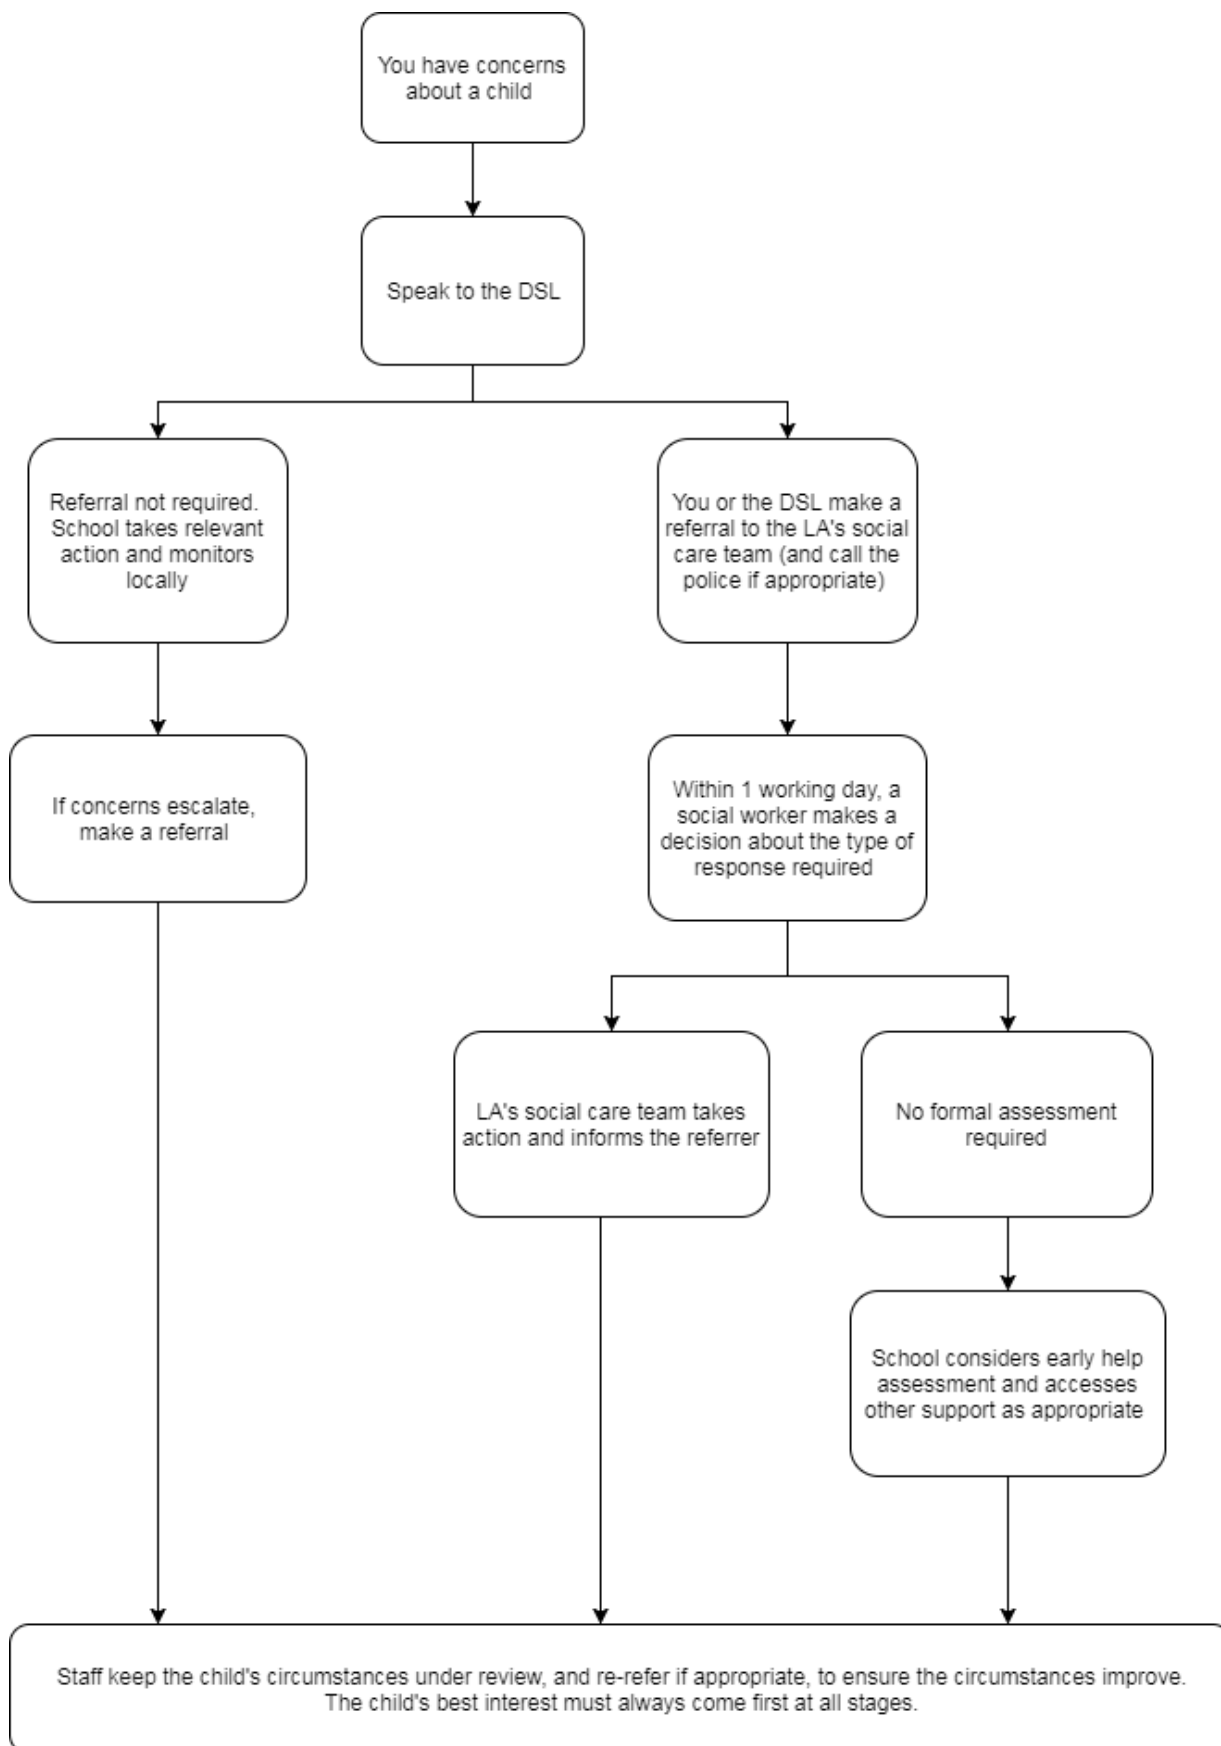 You have concerns
about a child
Speak to the DSL
Referral not required.
School takes relevant
action and monitors
locally
You or the DSL make a
referral to the LA's social
care team (and call the
police if appropriate)
If concerns escalate,
make a referral
Within 1 working day, a
social worker makes a
decision about the type of
response required
LA's social care team takes
action and informs the referrer
No formal assessment
required
School considers early help
assessment and accesses
other support as appropriate
Staff keep the child's circumstances under review, and re-refer if appropriate, to ensure the circumstances improve.
The child's best interest must always come first at all stages.